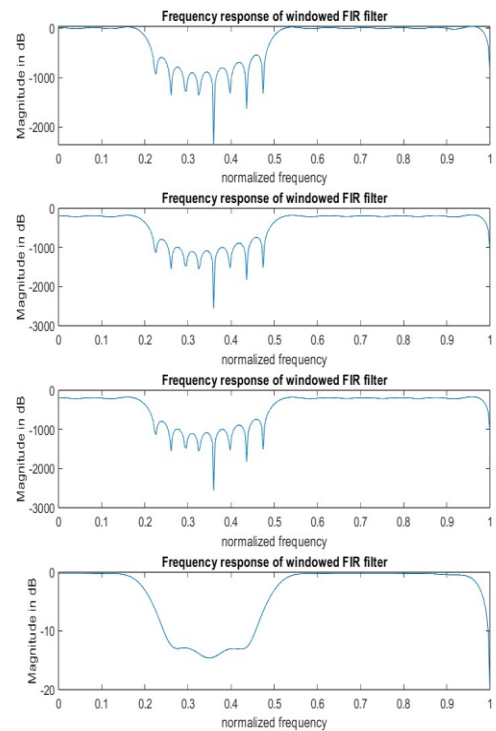 Frequency response of windowed FIR filter
Magnitude in dB
0
-1000
-2000
0 0.1 0.2 0.3 0.4 0.5 0.6 0.7 0.8 0.9 1
normalized frequency
Frequency response of windowed FIR filter
Magnitude in dB
0
-1000
-2000
-3000
0 0.1 0.2 0.3 0.4 0.5 0.6 0.7 0.8 0.9 1
normalized frequency
Frequency response of windowed FIR filter
Magnitude in dB
0
-1000
-2000
-3000
0 0.1 0.2 0.3 0.4 0.5 0.6 0.7 0.8 0.9 1
normalized frequency
Frequency response of windowed FIR filter
Magnitude in dB
0
-10
-20
0 0.1 0.2 0.3 0.4 0.5 0.6 0.7 0.8 0.9 1
normalized frequency